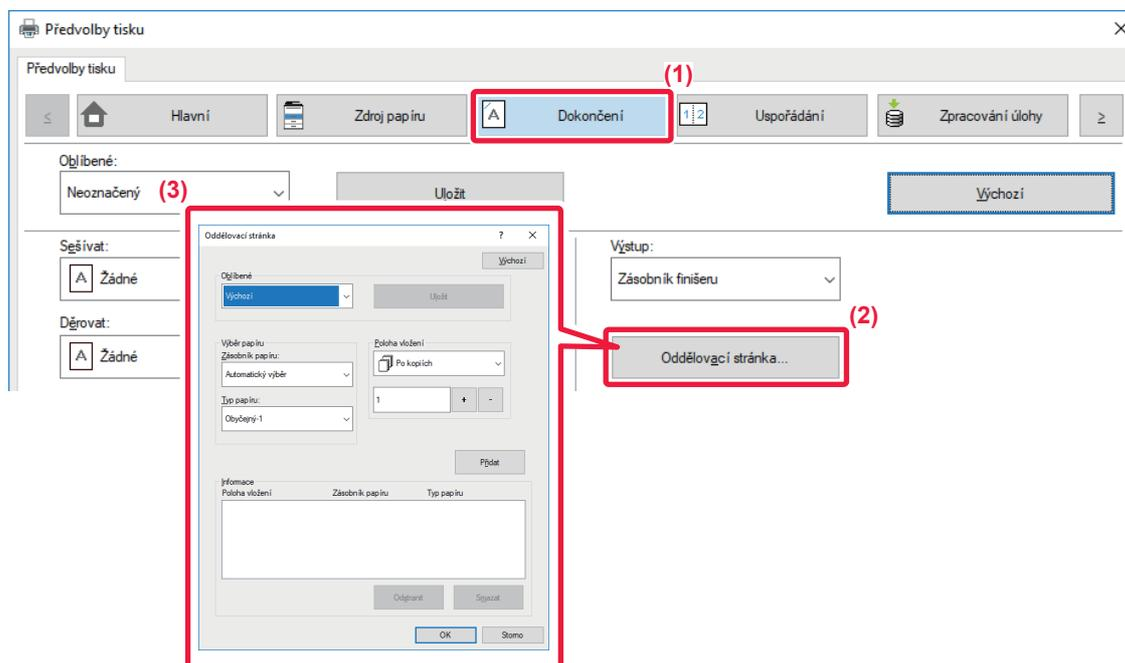 Předvolby tisku
Předvolby tisku
(1)
<
Hlavní
Zdroj papíru
A
Dokončení
1 2
Uspořádání
Zpracování úlohy
>
Oblíbené:
Neoznačený
(3)
Uložit
Výchozí
Sešívat:
A
Žádné
Děrovat:
A
Žádné
Výstup:
Zásobník finišeru
(2)
Oddělovací stránka...
Oddělovací stránka
?
Výchozí
Oblíbené
Výchozí
Uložit
Výběr papíru
Zásobník papíru:
Automatický výběr
Typ papíru:
Obyčejný-1
Poloha vložení
Po kopiích
1
+ -
Přidat
Informace
Poloha vložení Zásobník papíru Typ papíru
Odstranit
Smazat
OK
Storno